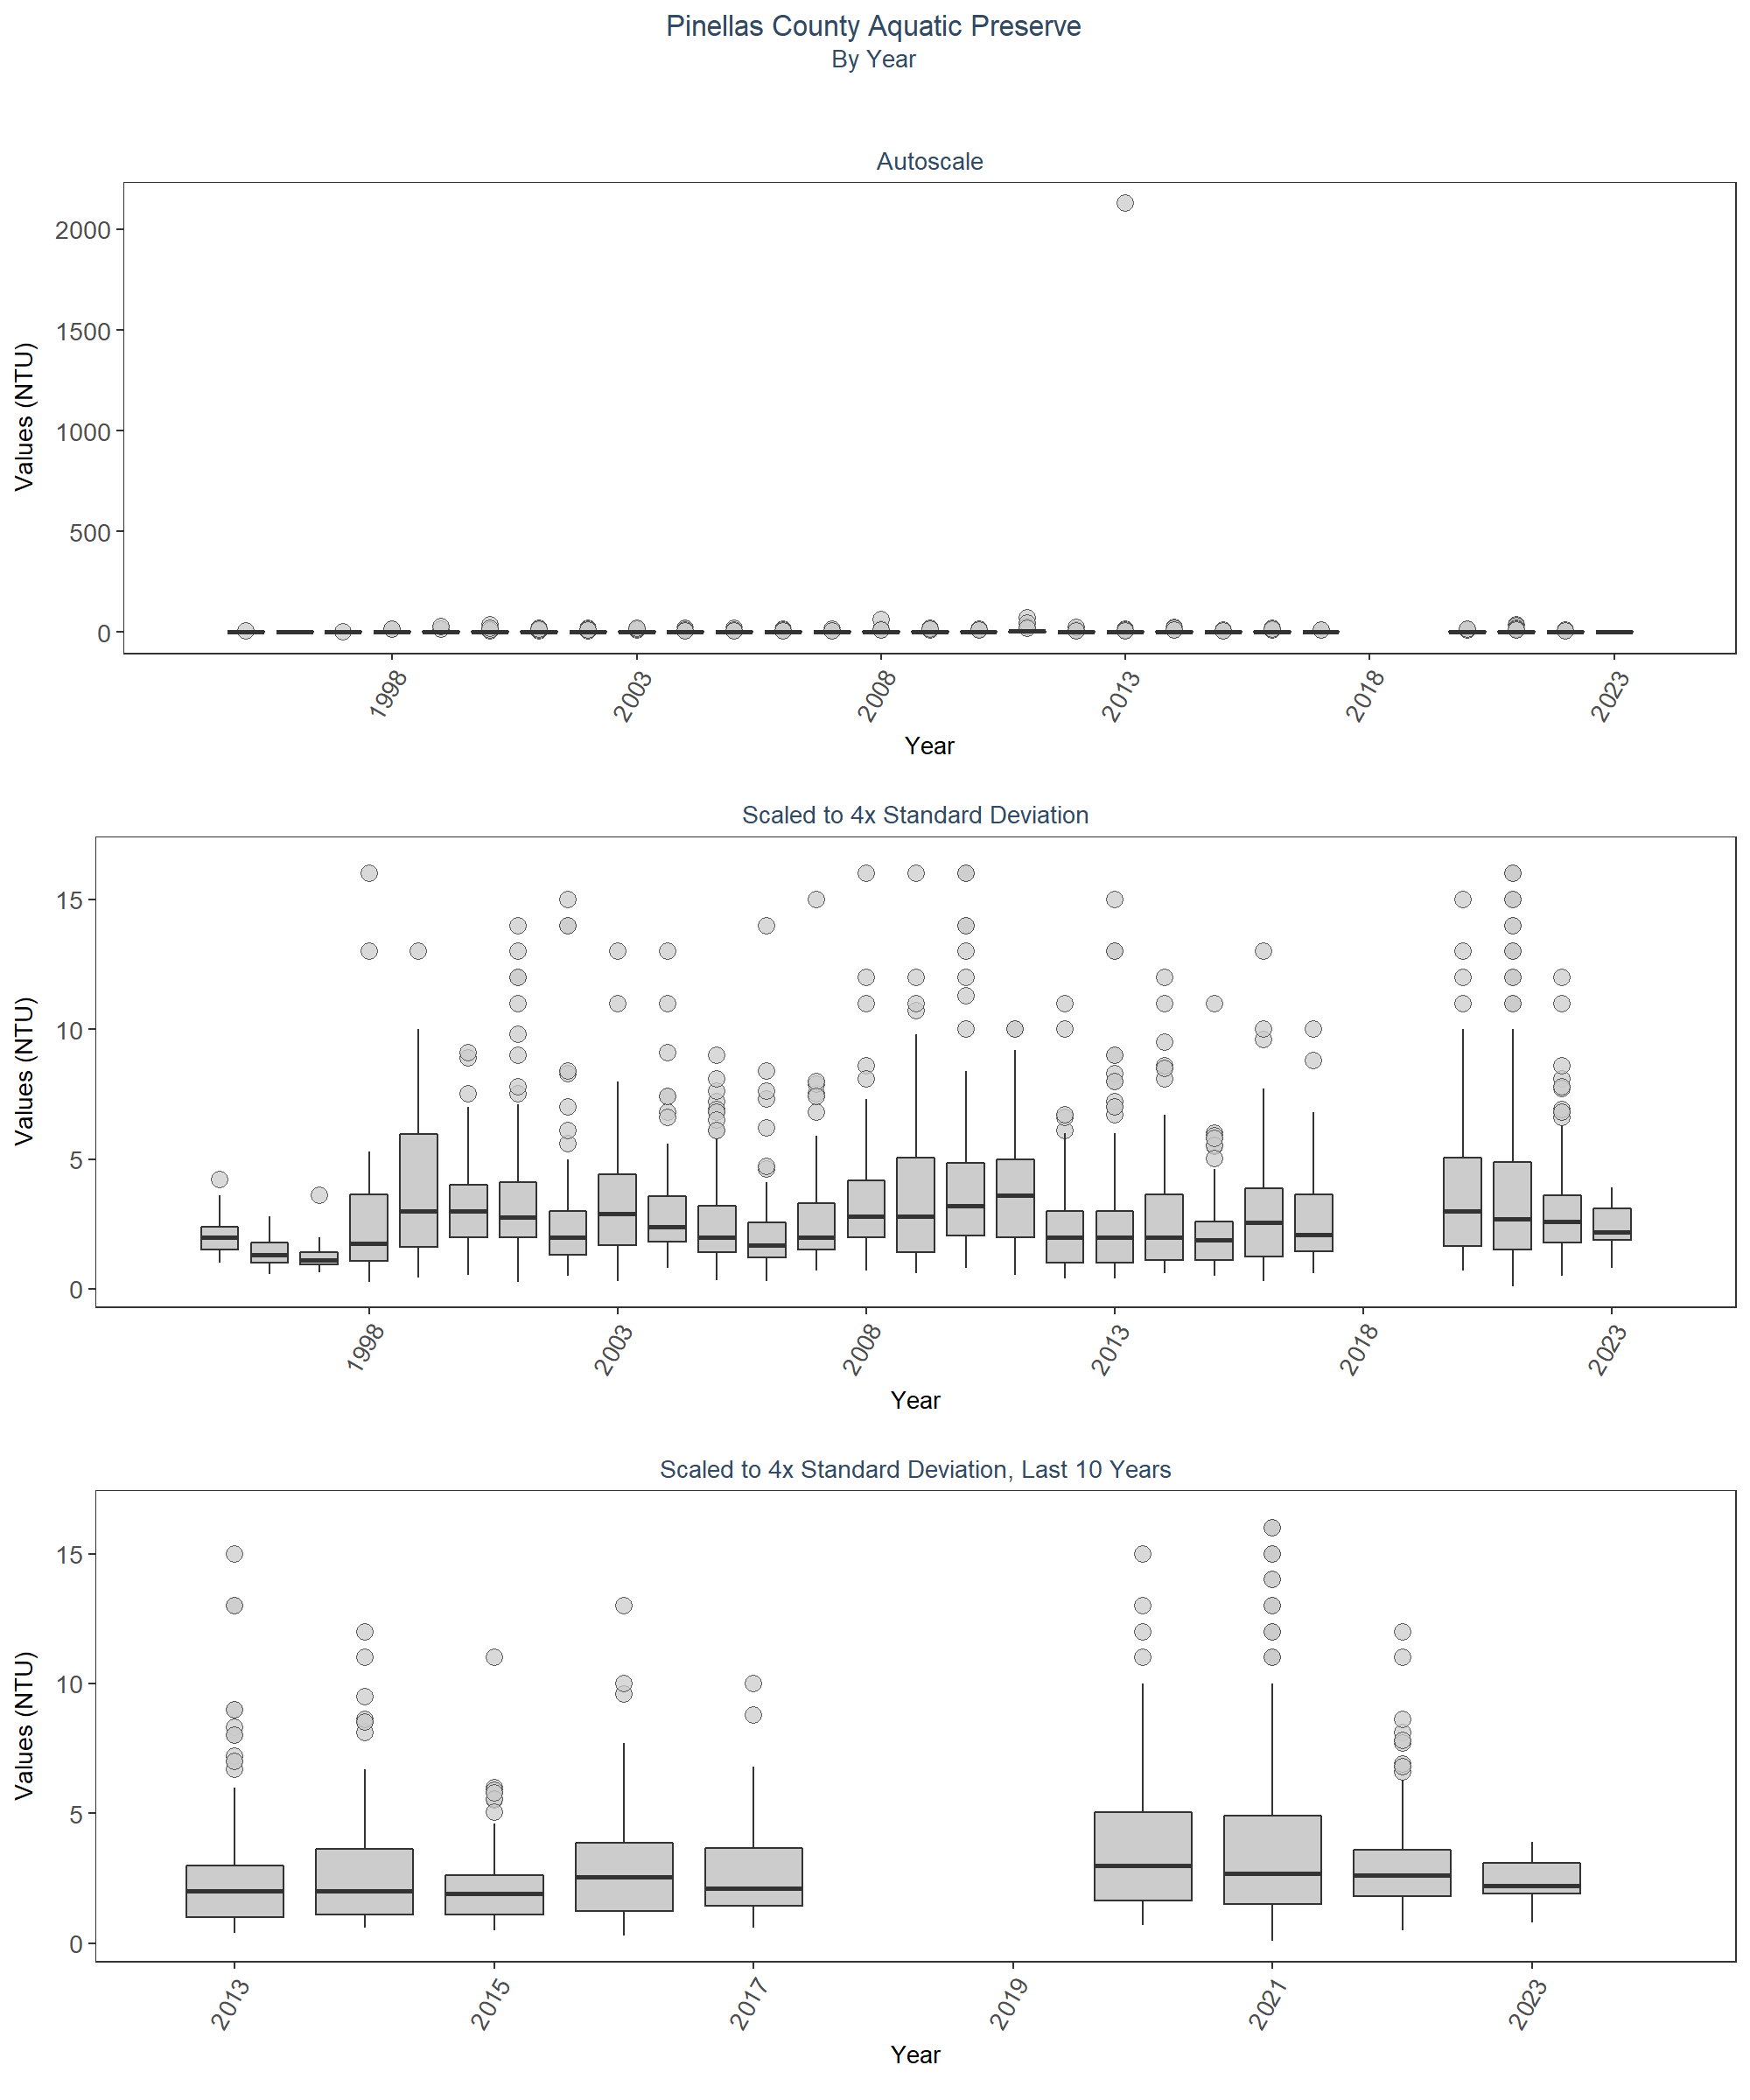 Pinellas County Aquatic Preserve
By Year
Autoscale
Values (NTU)
2000
1500
1000
500
0
1998 2003 2008 2013 2018 2023
Year
Scaled to 4x Standard Deviation
Values (NTU)
15
10
5
0
1998 2003 2008 2013 2018 2023
Year
Scaled to 4x Standard Deviation, Last 10 Years
Values (NTU)
15
10
5
0
2013 2015 2017 2019 2021 2023
Year